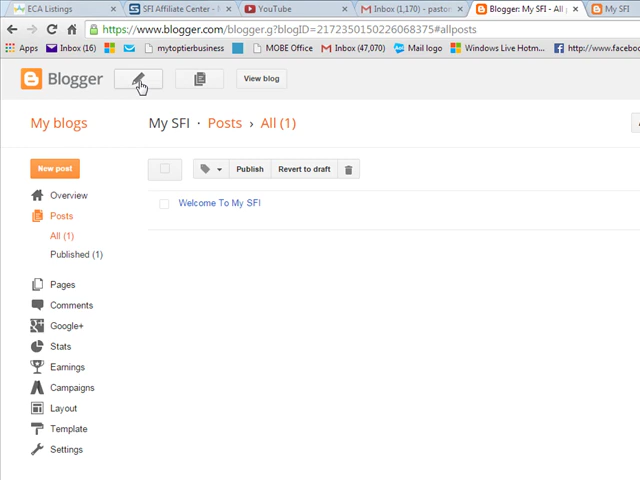 ECA Listings
SFI Affiliate Center -
YouTube
Inbox (1,170) - pastor
Blogger: My SFI - All
My SFI
https://www.blogger.com/blogger.g?blogID=2172350150226068375#allposts
Apps
Inbox (16)
mytoptierbusiness
MOBE Office
Inbox (47,070)
Mail logo
Windows Live Hotm...
http://www.facebook
Blogger
View blog
My blogs
My SFI · Posts › All (1)
New post
Publish
Revert to draft
Overview
Welcome To My SFI
Posts
All (1)
Published (1)
Pages
Comments
Google+
Stats
Earnings
Campaigns
Layout
Template
Settings